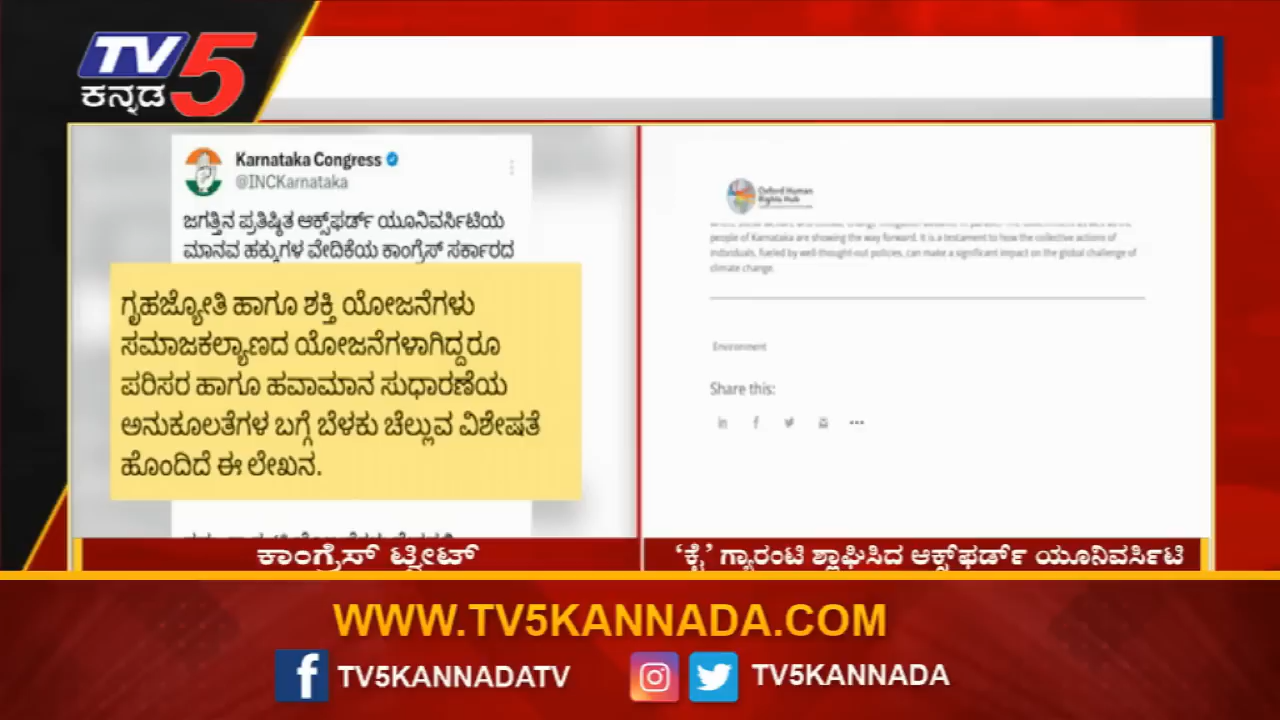 TV5
ಕನ್ನಡ
Karnataka Congress
@INCKarnataka
ಜಗತ್ತಿನ ಪ್ರತಿಷ್ಠಿತ ಆಕ್ಸ್‌ಫರ್ಡ್ ಯೂನಿವರ್ಸಿಟಿಯ
ಮಾನವ ಹಕ್ಕುಗಳ ವೇದಿಕೆಯ ಕಾಂಗ್ರೆಸ್ ಸರ್ಕಾರದ
ಗೃಹಜ್ಯೋತಿ ಹಾಗೂ ಶಕ್ತಿ ಯೋಜನೆಗಳು
ಸಮಾಜಕಲ್ಯಾಣದ ಯೋಜನೆಗಳಾಗಿದ್ದರೂ
ಪರಿಸರ ಹಾಗೂ ಹವಾಮಾನ ಸುಧಾರಣೆಯ
ಅನುಕೂಲತೆಗಳ ಬಗ್ಗೆ ಬೆಳಕು ಚೆಲ್ಲುವ ವಿಶೇಷತೆ
ಹೊಂದಿದೆ ಈ ಲೇಖನ.
ಕಾಂಗ್ರೆಸ್ ಟ್ವೀಟ್
Oxford Human
Rights Hub
people of Karnataka are showing the way forward. It is a testament to how the collective actions of
individuals, fueled by well-thought-out policies, can make a significant impact on the global challenge of
climate change.
Environment
Share this:
'ಕೈ' ಗ್ಯಾರಂಟಿ ಶ್ಲಾಘಿಸಿದ ಆಕ್ಸ್‌ಫರ್ಡ್ ಯೂನಿವರ್ಸಿಟಿ
WWW.TV5KANNADA.COM
TV5KANNADATV
TV5KANNADA